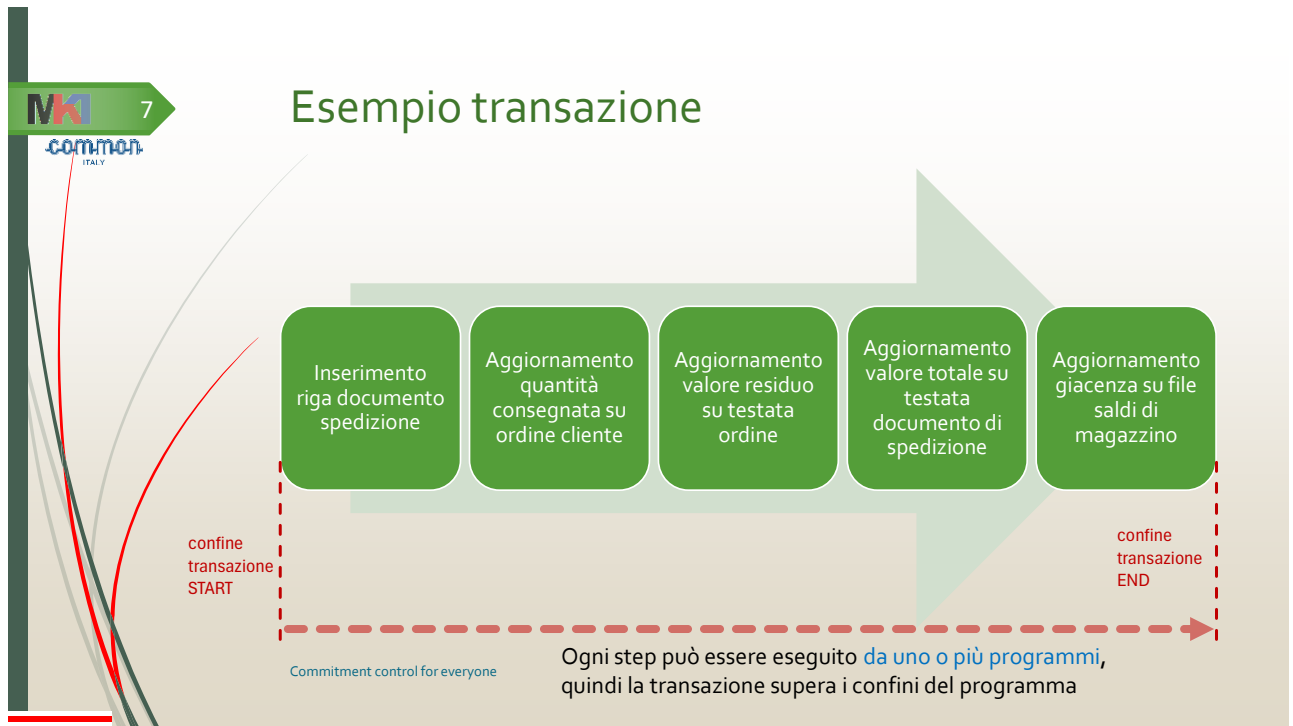 MKI
7
common
ITALY
Esempio transazione
Inserimento
riga documento
spedizione
Aggiornamento
quantità
consegnata su
ordine cliente
Aggiornamento
valore residuo
su testata
ordine
Aggiornamento
valore totale su
testata
documento di
spedizione
Aggiornamento
giacenza su file
saldi di
magazzino
confine
transazione
START
confine
transazione
END
Commitment control for everyone
Ogni step può essere eseguito da uno o più programmi,
quindi la transazione supera i confini del programma